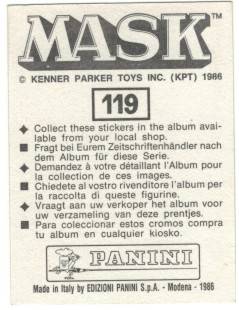 MASK™
© KENNER PARKER TOYS INC. (KPT) 1986
119
Collect these stickers in the album avai-
lable from your local shop.
Fragt bei Eurem Zeitschriftenhändler nach
dem Album für diese Serie.
Demandez à votre détaillant l'Album pour
la collection de ces images.
Chiedete al vostro rivenditore l'album per
la raccolta di queste figurine.
Vraagt aan uw verkoper het album voor
uw verzameling van deze prentjes.
Para coleccionar estos cromos compra
tu album en cualquier kiosko.
PANINI
Made in Italy by EDIZIONI PANINI S.p.A. - Modena - 1986